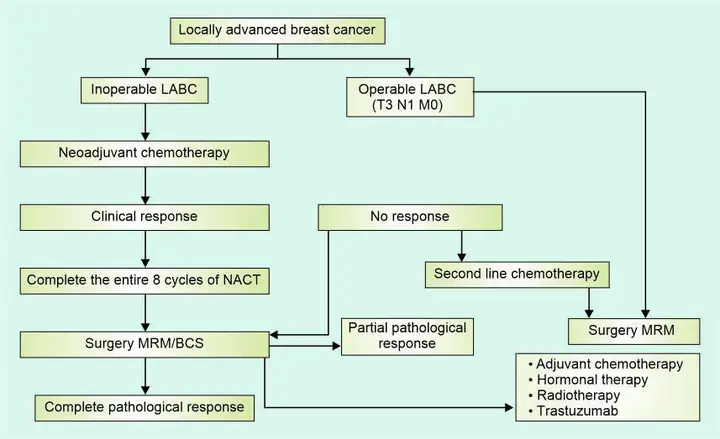 Locally advanced breast cancer
Inoperable LABC
Operable LABC
(T3 N1 M0)
Neoadjuvant chemotherapy
Clinical response
No response
Complete the entire 8 cycles of NACT
Second line chemotherapy
Surgery MRM/BCS
Partial pathological
response
Surgery MRM
Complete pathological response
• Adjuvant chemotherapy
• Hormonal therapy
• Radiotherapy
• Trastuzumab